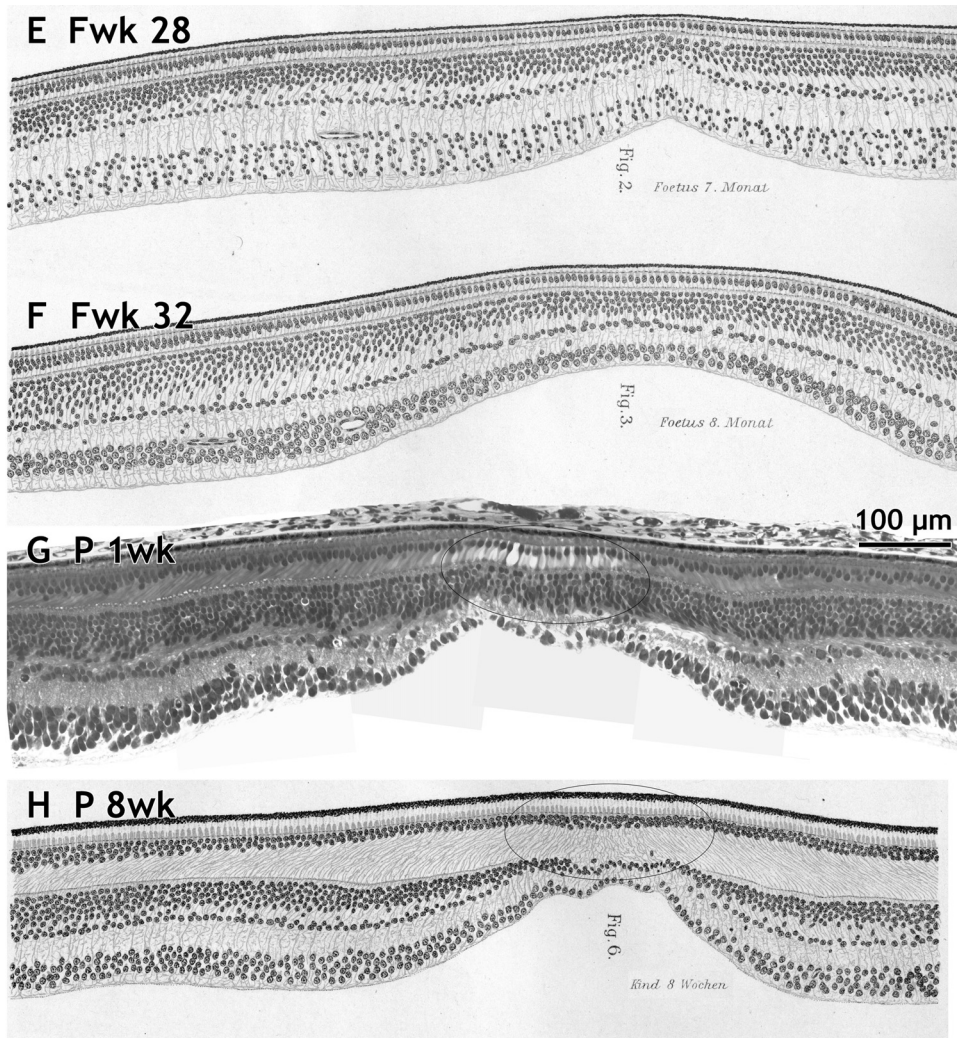 E Fwk 28
Fig. 2.
Foetus 7. Monat
F Fwk 32
Fig. 3.
Foetus 8. Monat
100 µm
G P 1wk
H P 8wk
Fig. 6.
Kind 8 Wochen